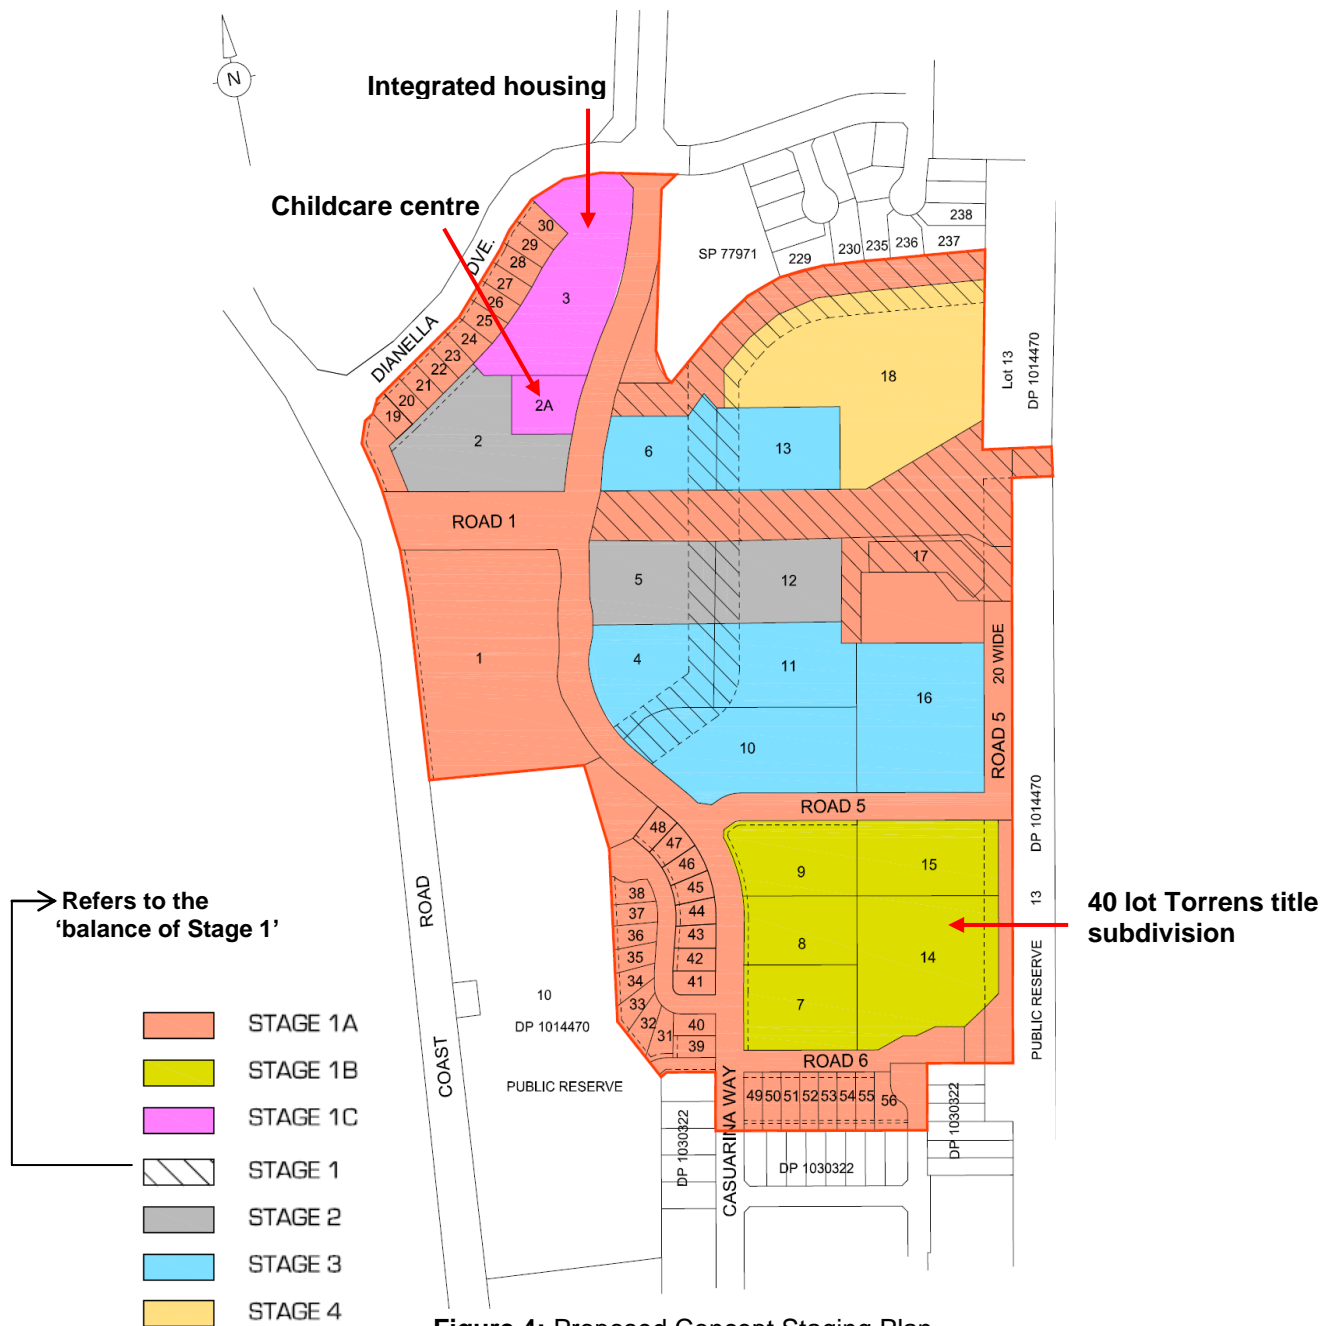 N
Integrated housing
Childcare centre
DIANELLA DVE.
30
29
28
27
26
25
24
23
22
21
20
19
3
2A
2
SP 77971
229
230
235
236
237
238
18
Lot 13
DP 1014470
6
13
ROAD 1
17
5
12
1
4
11
16
10
20 WIDE
ROAD 5
ROAD 5
48
47
46
45
44
43
42
41
38
37
36
35
34
33
32
31
40
39
9
15
8
14
7
40 lot Torrens title
subdivision
PUBLIC RESERVE 13 DP 1014470
ROAD 6
49
50
51
52
53
54
55
56
COAST ROAD
10
DP 1014470
PUBLIC RESERVE
CASUARINA WAY
DP 1030322
DP 1030322
DP 1030322
Refers to the
‘balance of Stage 1’
STAGE 1A
STAGE 1B
STAGE 1C
STAGE 1
STAGE 2
STAGE 3
STAGE 4
Figure 4: Proposed Concept Staging Plan